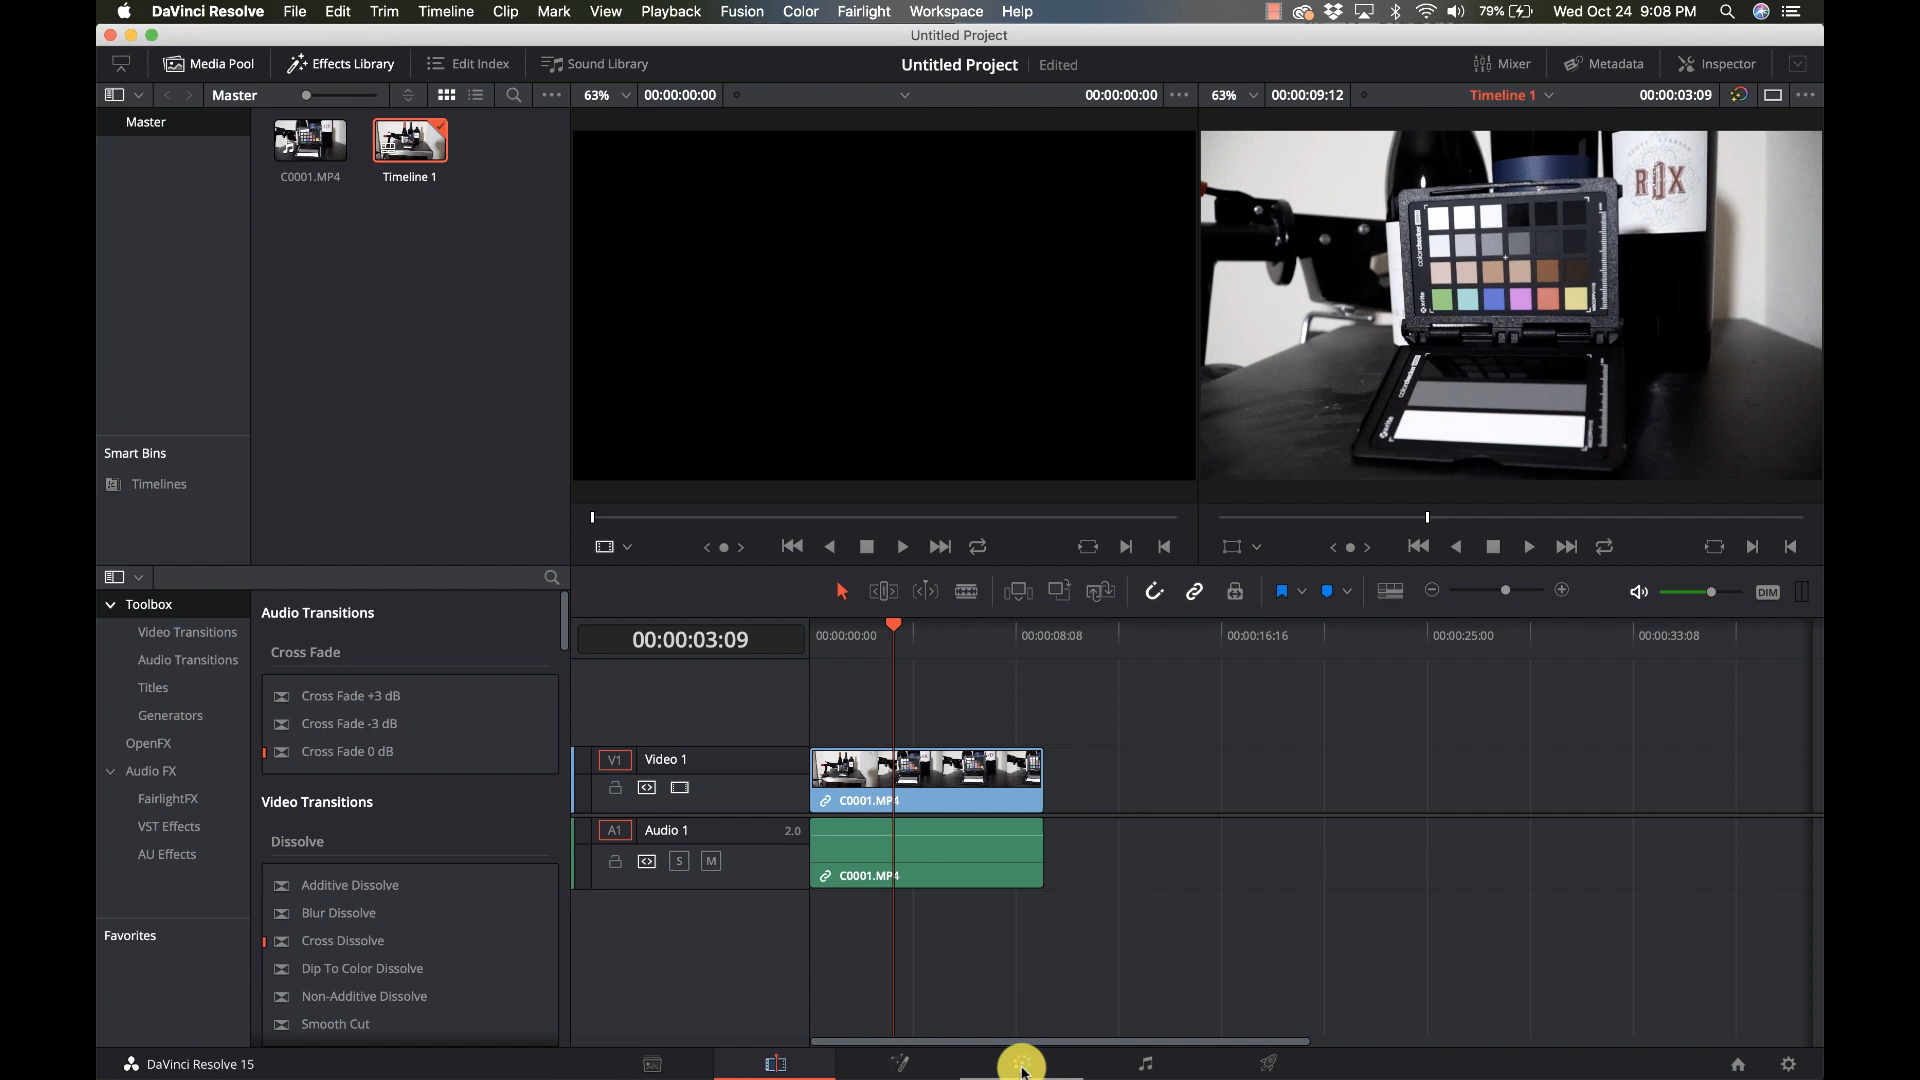 DaVinci Resolve File Edit Trim Timeline Clip Mark View Playback Fusion Color Fairlight Workspace Help 79% Wed Oct 24 9:08 PM
Untitled Project
Media Pool Effects Library Edit Index Sound Library Untitled Project Edited Mixer Metadata Inspector
Master 63% 00:00:00:00 00:00:00:00 63% 00:00:09:12 Timeline 1 00:00:03:09
Master
C0001.MP4 Timeline 1
Smart Bins
Timelines
Toolbox
Video Transitions
Audio Transitions
Titles
Generators
OpenFX
Audio FX
FairlightFX
VST Effects
AU Effects
Favorites
Audio Transitions
Cross Fade
Cross Fade +3 dB
Cross Fade -3 dB
Cross Fade 0 dB
Video Transitions
Dissolve
Additive Dissolve
Blur Dissolve
Cross Dissolve
Dip To Color Dissolve
Non-Additive Dissolve
Smooth Cut
DIM
00:00:03:09 00:00:00:00 00:00:08:08 00:00:16:16 00:00:25:00 00:00:33:08
V1 Video 1
C0001.MP4
A1 Audio 1 2.0
S M
C0001.MP4
DaVinci Resolve 15